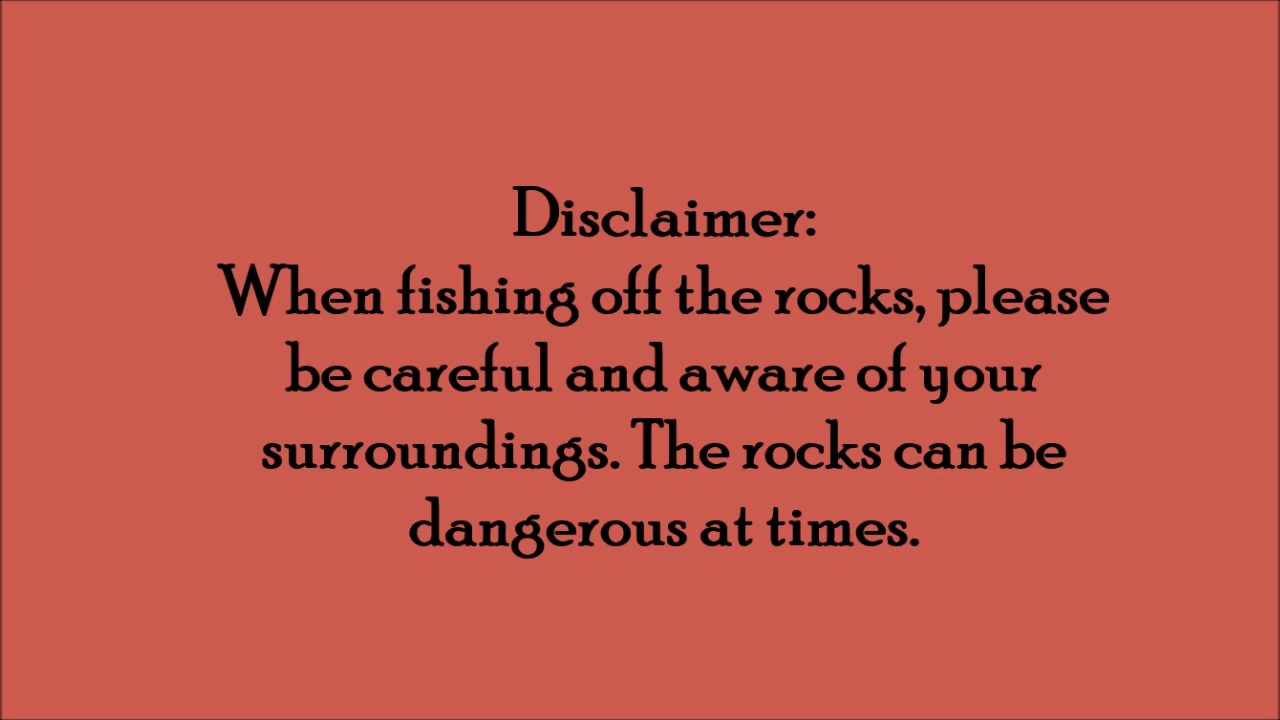 Disclaimer:
When fishing off the rocks, please
be careful and aware of your
surroundings. The rocks can be
dangerous at times.